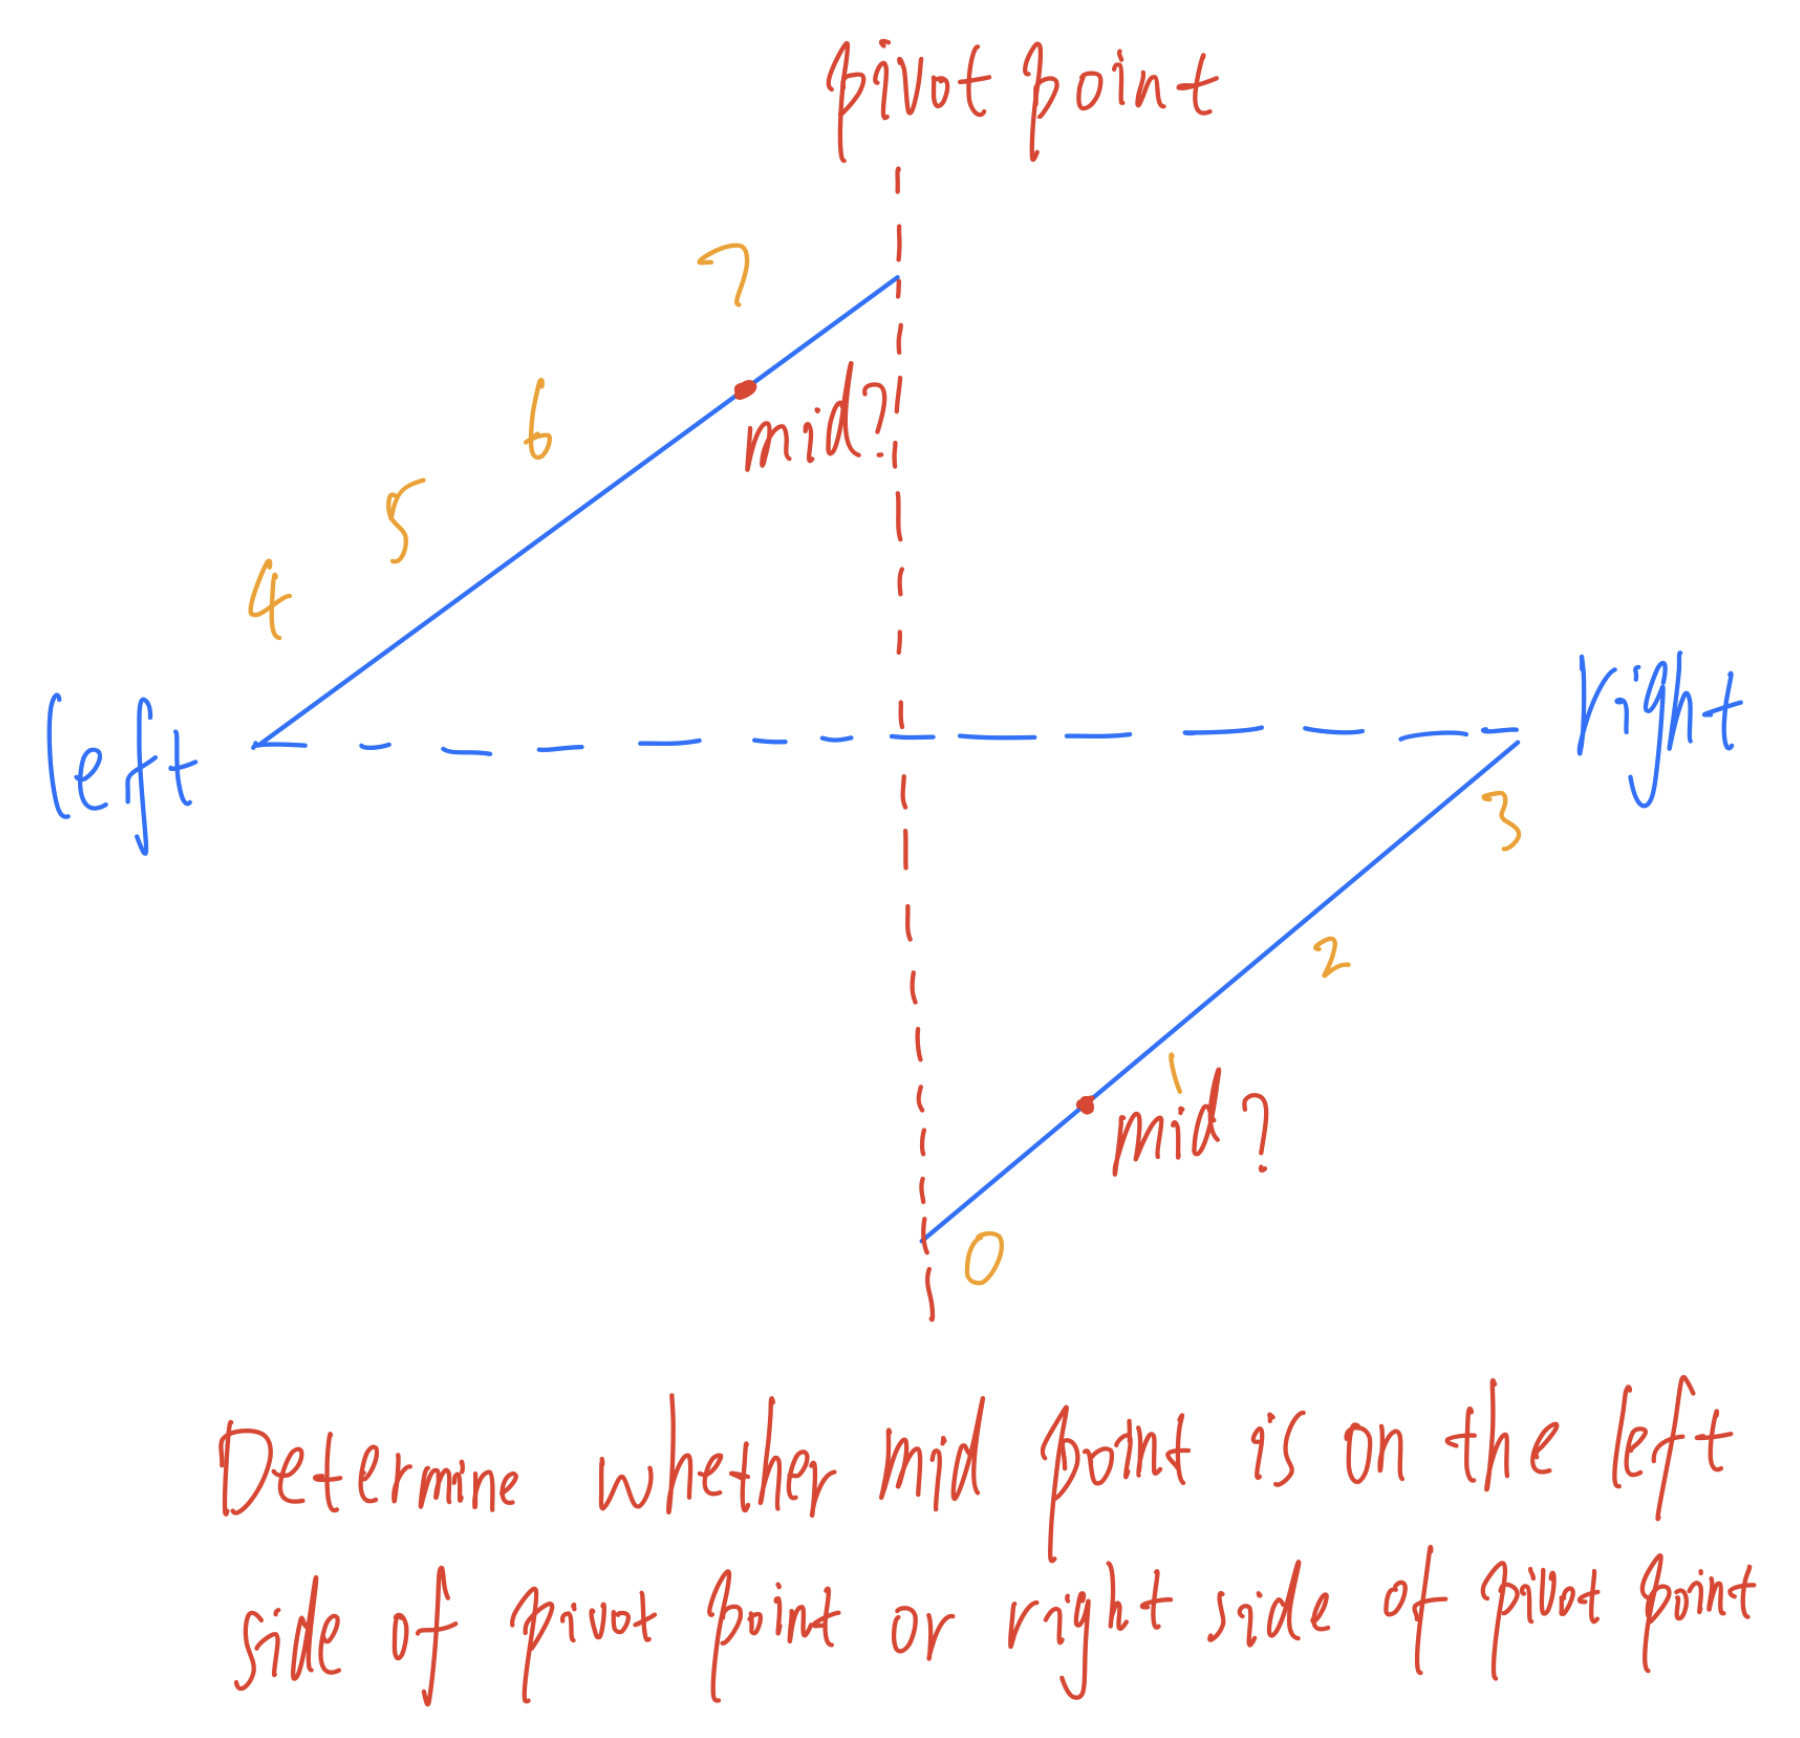 pivot point
7
mid?
6
5
4
left
right
3
2
1
mid?
0
Determine whether mid point is on the left
side of pivot point or right side of pivot point